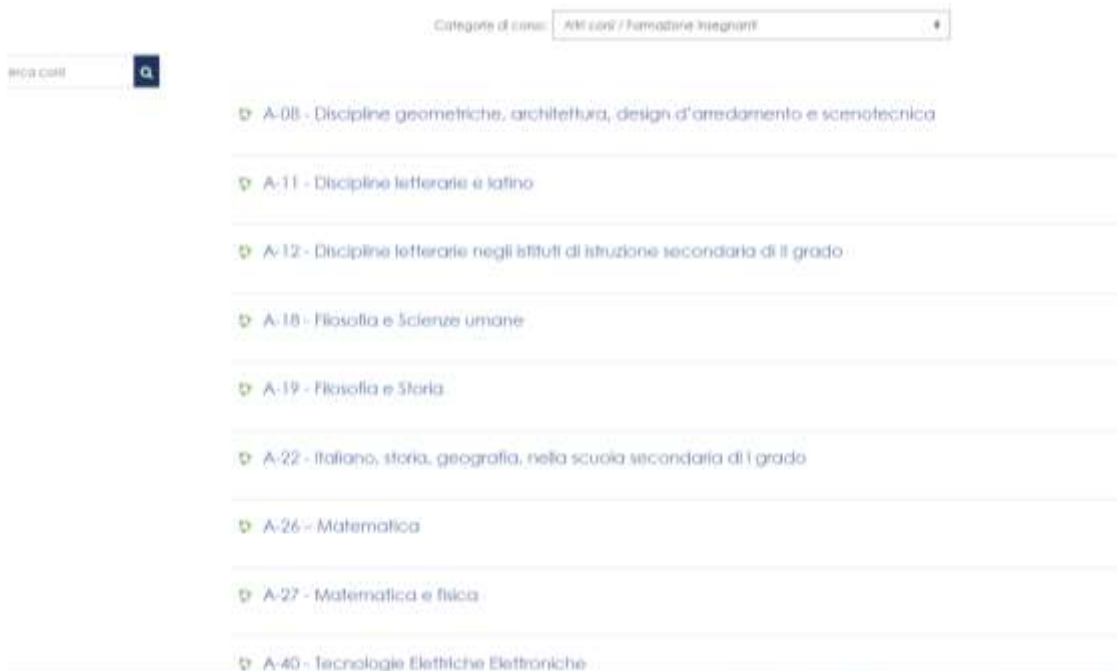 Categorie di corso: Altri corsi / Formazione Insegnanti
erca corsi
A-08 - Discipline geometriche, architettura, design d'arredamento e scenotecnica
A-11 - Discipline letterarie e latino
A-12 - Discipline letterarie negli istituti di istruzione secondaria di II grado
A-18 - Filosofia e Scienze umane
A-19 - Filosofia e Storia
A-22 - Italiano, storia, geografia, nella scuola secondaria di I grado
A-26 – Matematica
A-27 - Matematica e fisica
A-40 - Tecnologie Elettriche Elettroniche